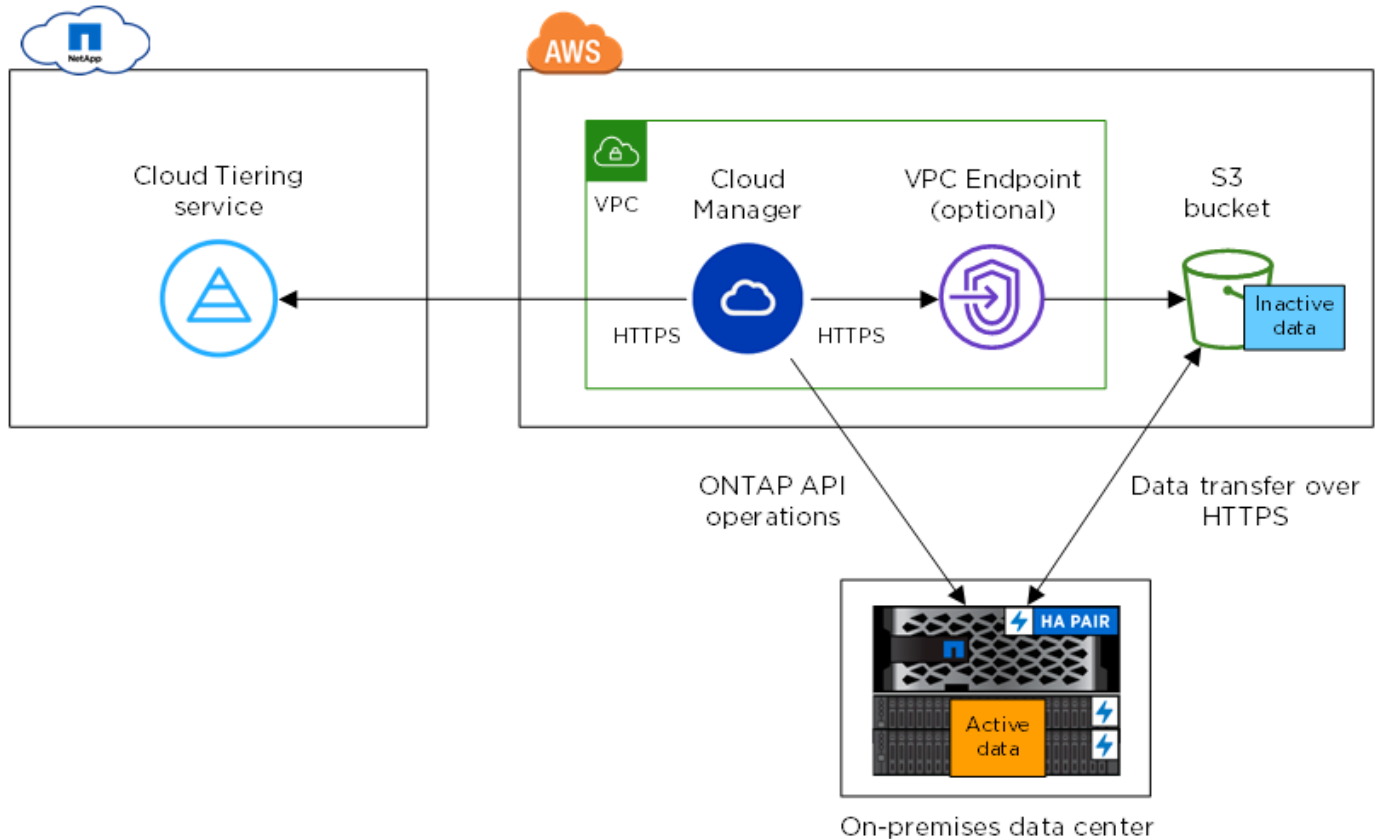 NetApp
AWS
Cloud Tiering
service
VPC
Cloud
Manager
VPC Endpoint
(optional)
S3
bucket
Inactive
data
HTTPS
HTTPS
ONTAP API
operations
Data transfer over
HTTPS
HA PAIR
Active
data
On-premises data center